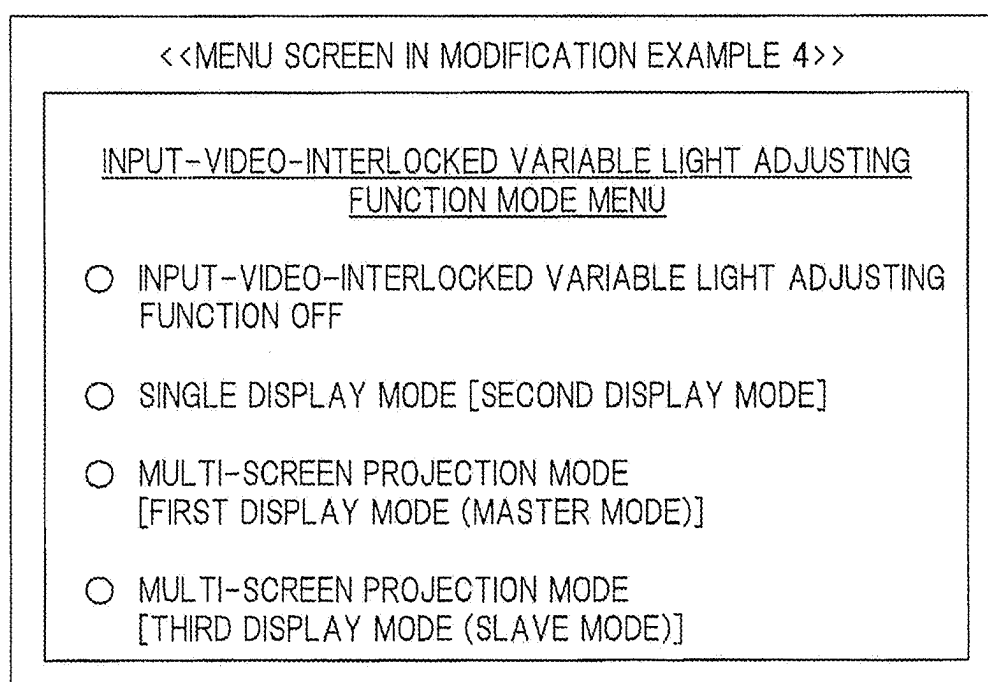 <<MENU SCREEN IN MODIFICATION EXAMPLE 4>>
INPUT-VIDEO-INTERLOCKED VARIABLE LIGHT ADJUSTING
FUNCTION MODE MENU
INPUT-VIDEO-INTERLOCKED VARIABLE LIGHT ADJUSTING
FUNCTION OFF
SINGLE DISPLAY MODE [SECOND DISPLAY MODE]
MULTI-SCREEN PROJECTION MODE
[FIRST DISPLAY MODE (MASTER MODE)]
MULTI-SCREEN PROJECTION MODE
[THIRD DISPLAY MODE (SLAVE MODE)]